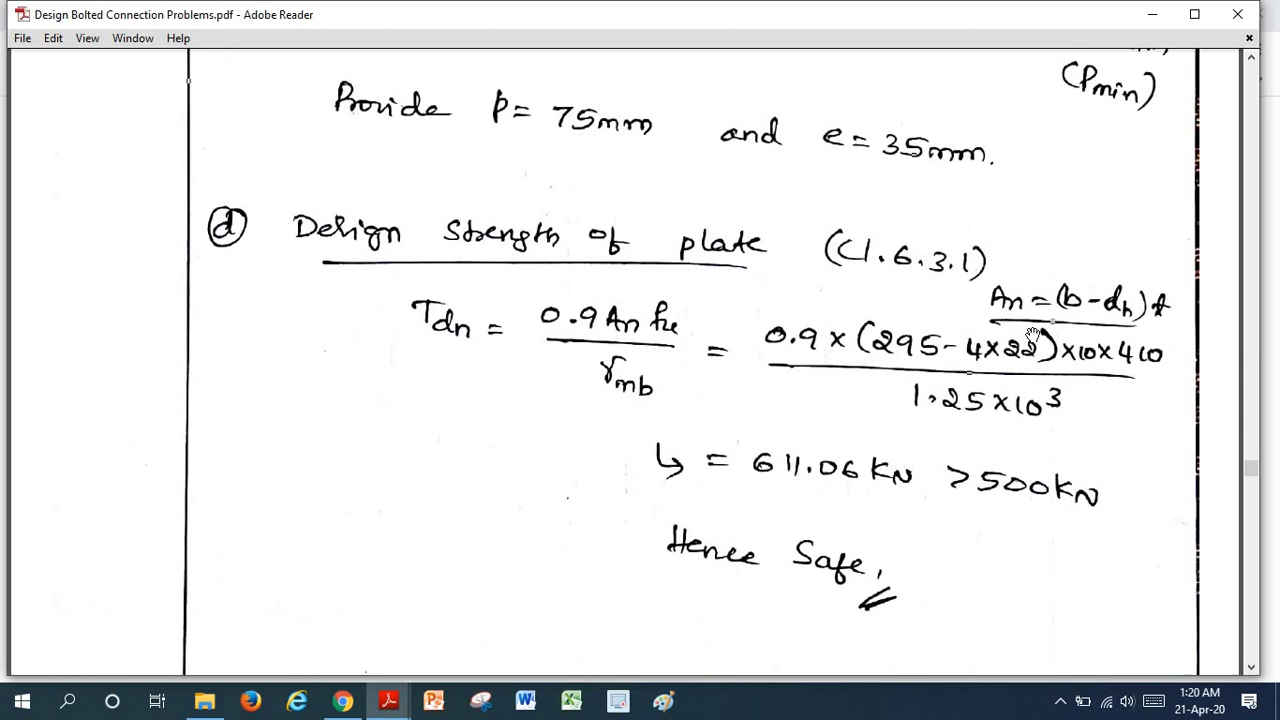 Design Bolted Connection Problems.pdf - Adobe Reader
File Edit View Window Help
(Pmin)
Provide P = 75mm and e = 35mm.
(d) Design Strength of plate (Cl. 6.3.1)
An = (b - dh) t
Tdn = 0.9 An fu / γmb = 0.9 × (295 - 4×22) ×10×410 / 1.25×10³
↳ = 611.06 KN > 500KN
Hence Safe,
1:20 AM
21-Apr-20